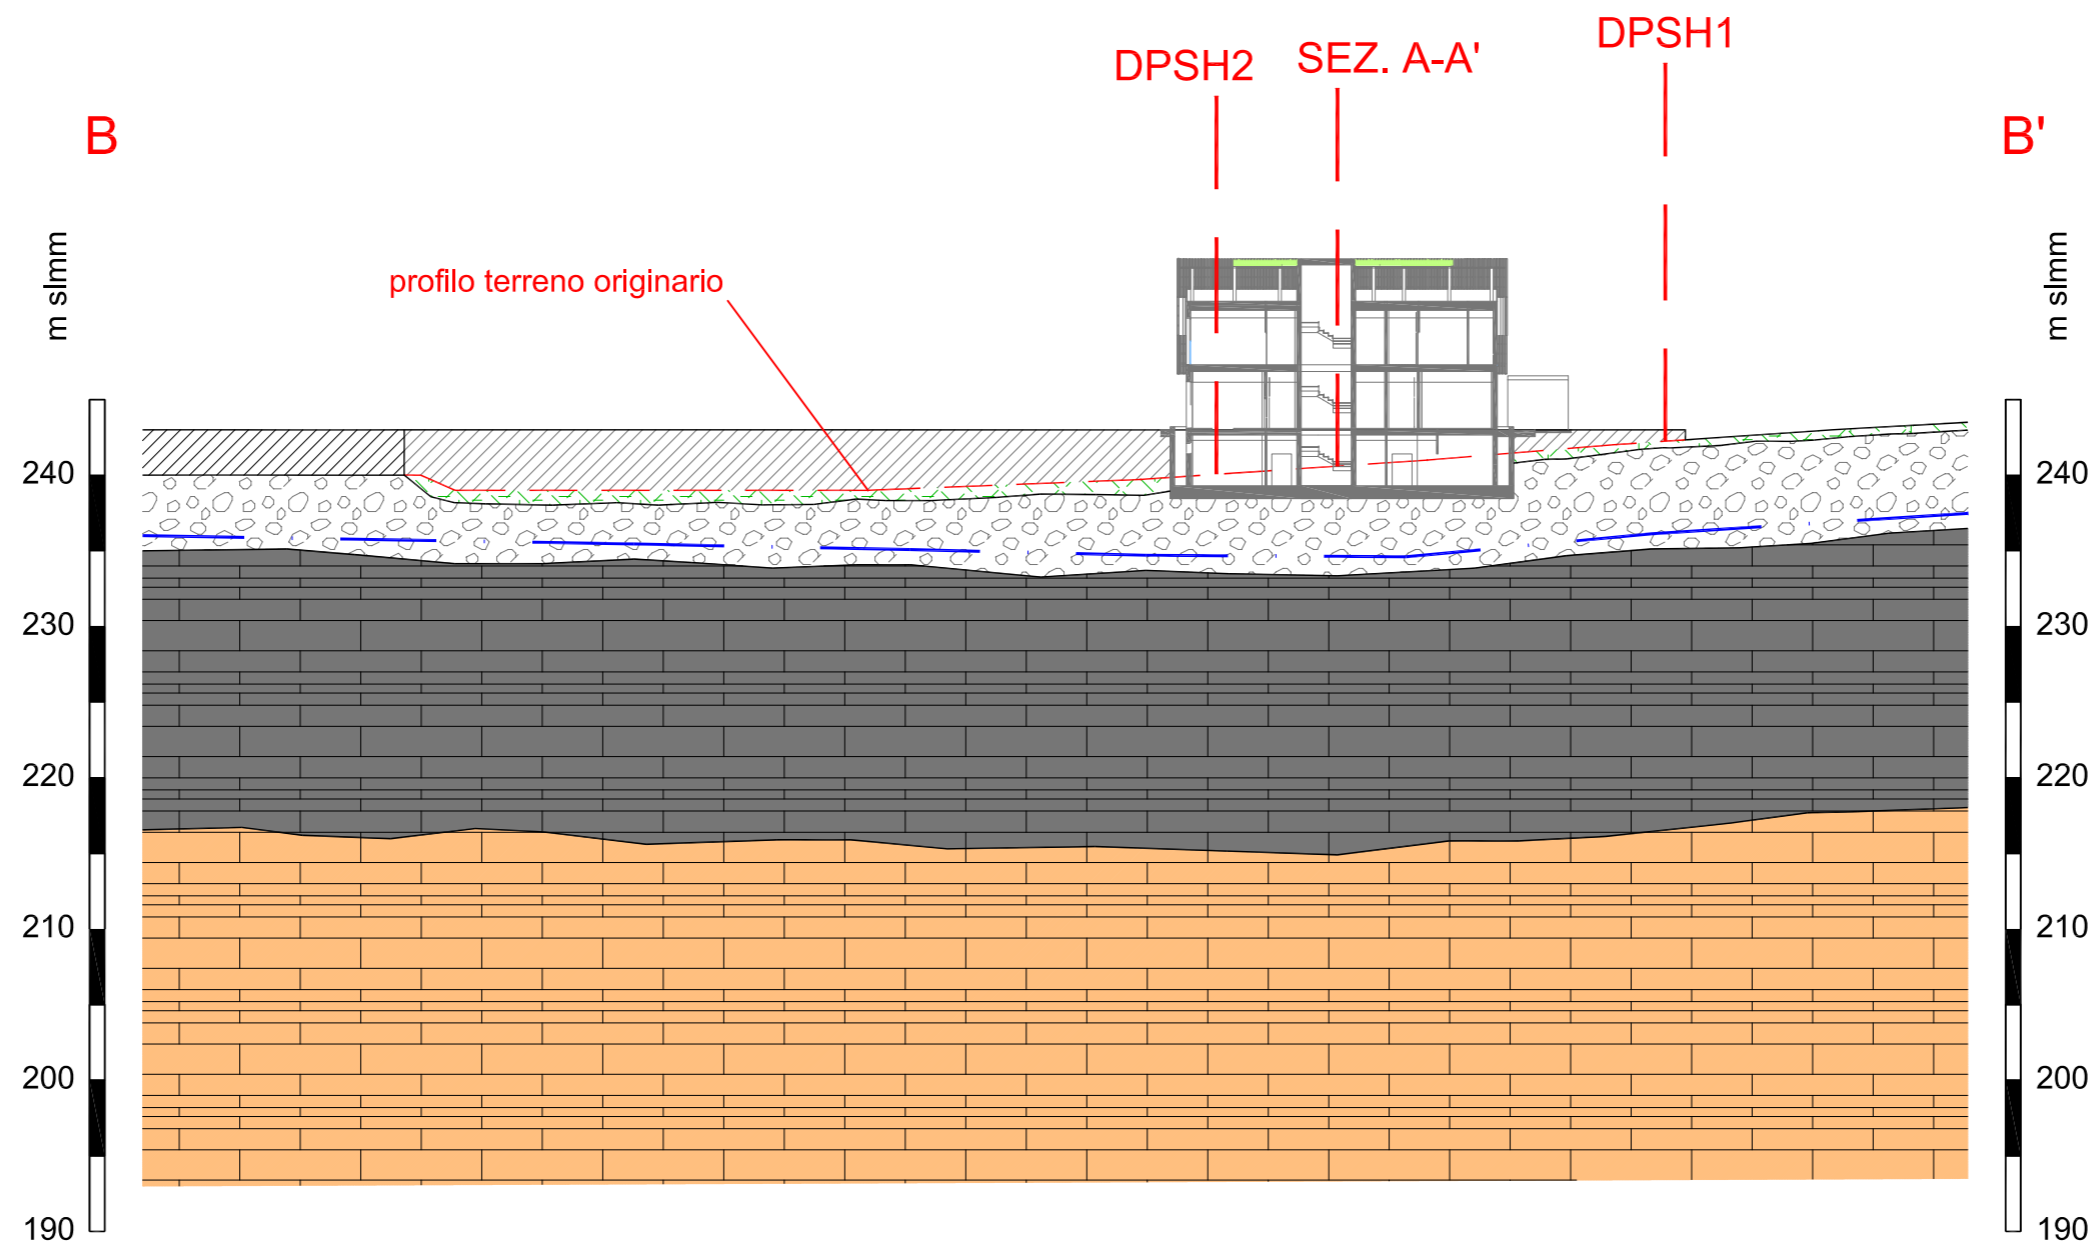 DPSH1
DPSH2
SEZ. A-A'
B
B'
m slmm
m slmm
profilo terreno originario
240
240
230
230
220
220
210
210
200
200
190
190